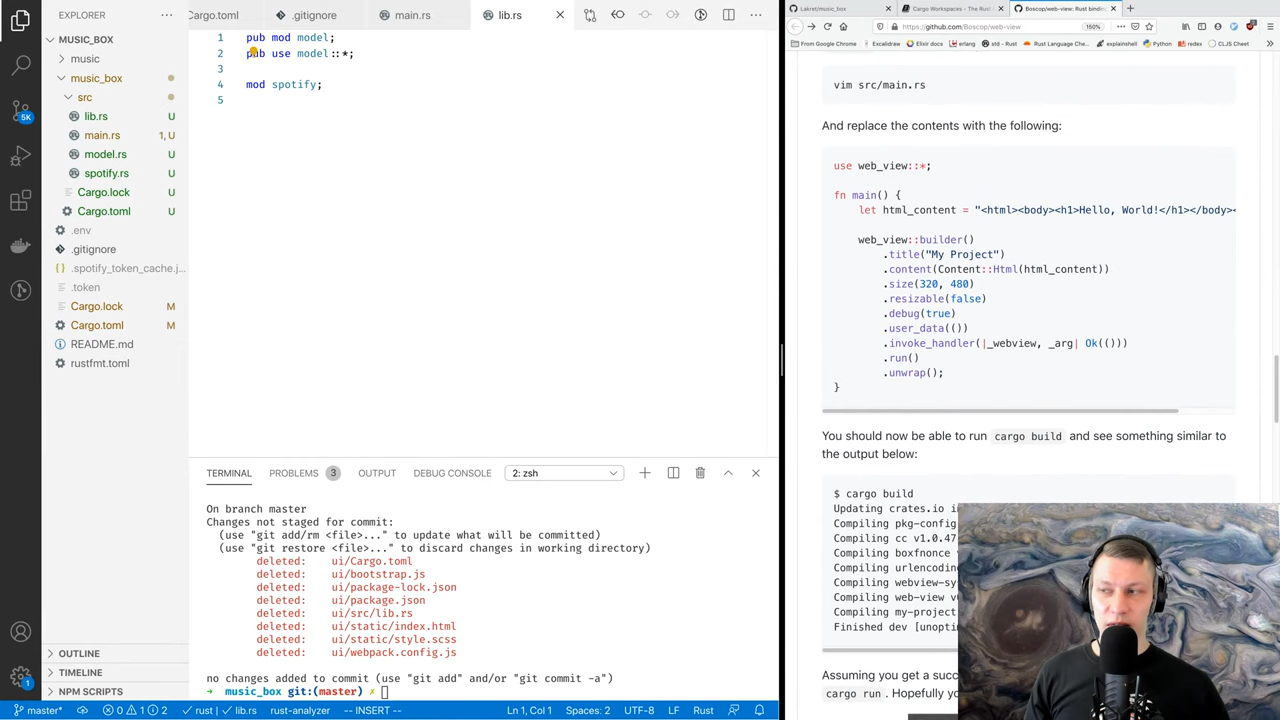 EXPLORER
···
Cargo.toml
.gitignore
main.rs
lib.rs
MUSIC_BOX
music
music_box
src
lib.rs U
main.rs 1, U
model.rs U
spotify.rs U
Cargo.lock U
Cargo.toml U
.env
.gitignore
.spotify_token_cache.j...
.token
Cargo.lock M
Cargo.toml M
README.md
rustfmt.toml
OUTLINE
TIMELINE
NPM SCRIPTS
5K
1
1 pub mod model;
2 pub use model::*;
3
4 mod spotify;
5
TERMINAL
PROBLEMS 3
OUTPUT
DEBUG CONSOLE
2: zsh
On branch master
Changes not staged for commit:
(use "git add/rm <file>..." to update what will be committed)
(use "git restore <file>..." to discard changes in working directory)
deleted: ui/Cargo.toml
deleted: ui/bootstrap.js
deleted: ui/package-lock.json
deleted: ui/package.json
deleted: ui/src/lib.rs
deleted: ui/static/index.html
deleted: ui/static/style.scss
deleted: ui/webpack.config.js
no changes added to commit (use "git add" and/or "git commit -a")
➜ music_box git:(master) ✗
master* 0 1 2 ✓ rust | ✓ lib.rs rust-analyzer -- INSERT -- Ln 1, Col 1 Spaces: 2 UTF-8 LF Rust
Lakret/music_box
Cargo Workspaces - The Rust
Boscop/web-view: Rust bindin
https://github.com/Boscop/web-view
150%
From Google Chrome Excalidraw Elixir docs erlang std - Rust Rust Language Che... explainshell Python redex CLJS Cheet
vim src/main.rs
And replace the contents with the following:
use web_view::*;
fn main() {
let html_content = "<html><body><h1>Hello, World!</h1></body><
web_view::builder()
.title("My Project")
.content(Content::Html(html_content))
.size(320, 480)
.resizable(false)
.debug(true)
.user_data(())
.invoke_handler(|_webview, _arg| Ok(()))
.run()
.unwrap();
}
You should now be able to run cargo build and see something similar to
the output below:
$ cargo build
Updating crates.io in
Compiling pkg-config
Compiling cc v1.0.47
Compiling boxfnonce
Compiling urlencoding
Compiling webview-sy
Compiling web-view v
Compiling my-project
Finished dev [unopti
Assuming you get a succ
cargo run . Hopefully yo